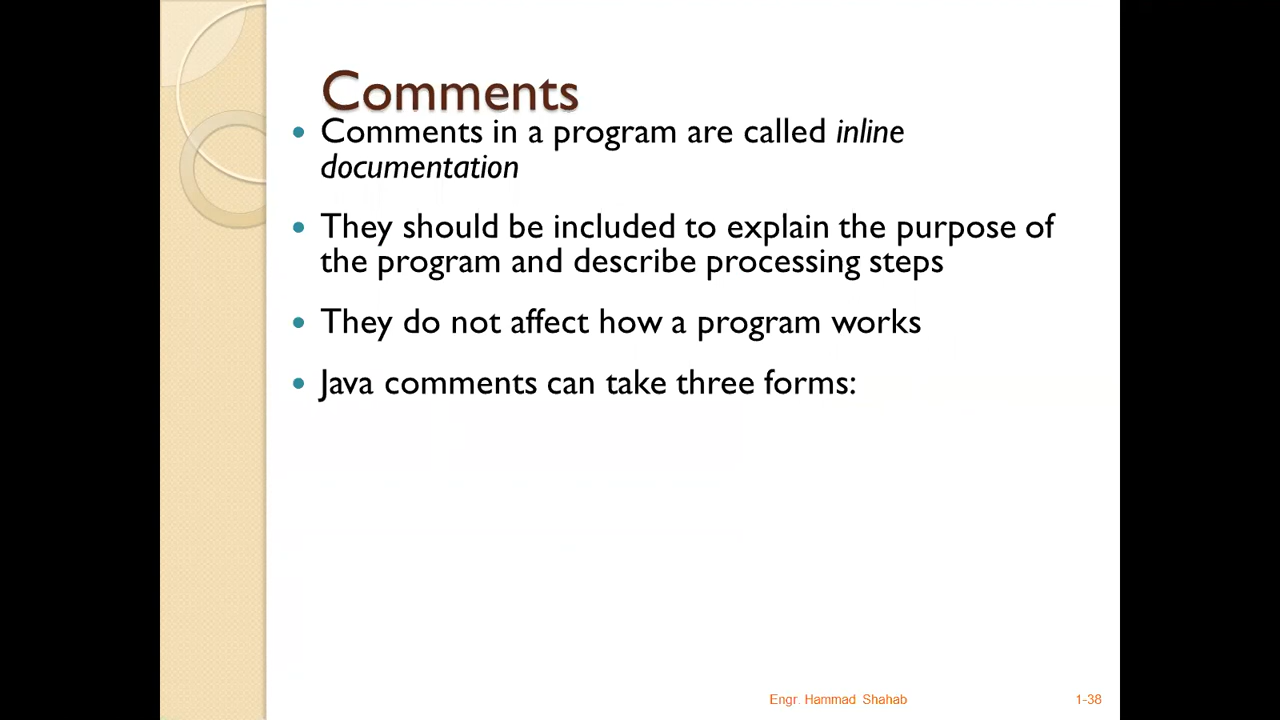 Comments
• Comments in a program are called inline
documentation
• They should be included to explain the purpose of
the program and describe processing steps
• They do not affect how a program works
• Java comments can take three forms:
Engr. Hammad Shahab
1-38